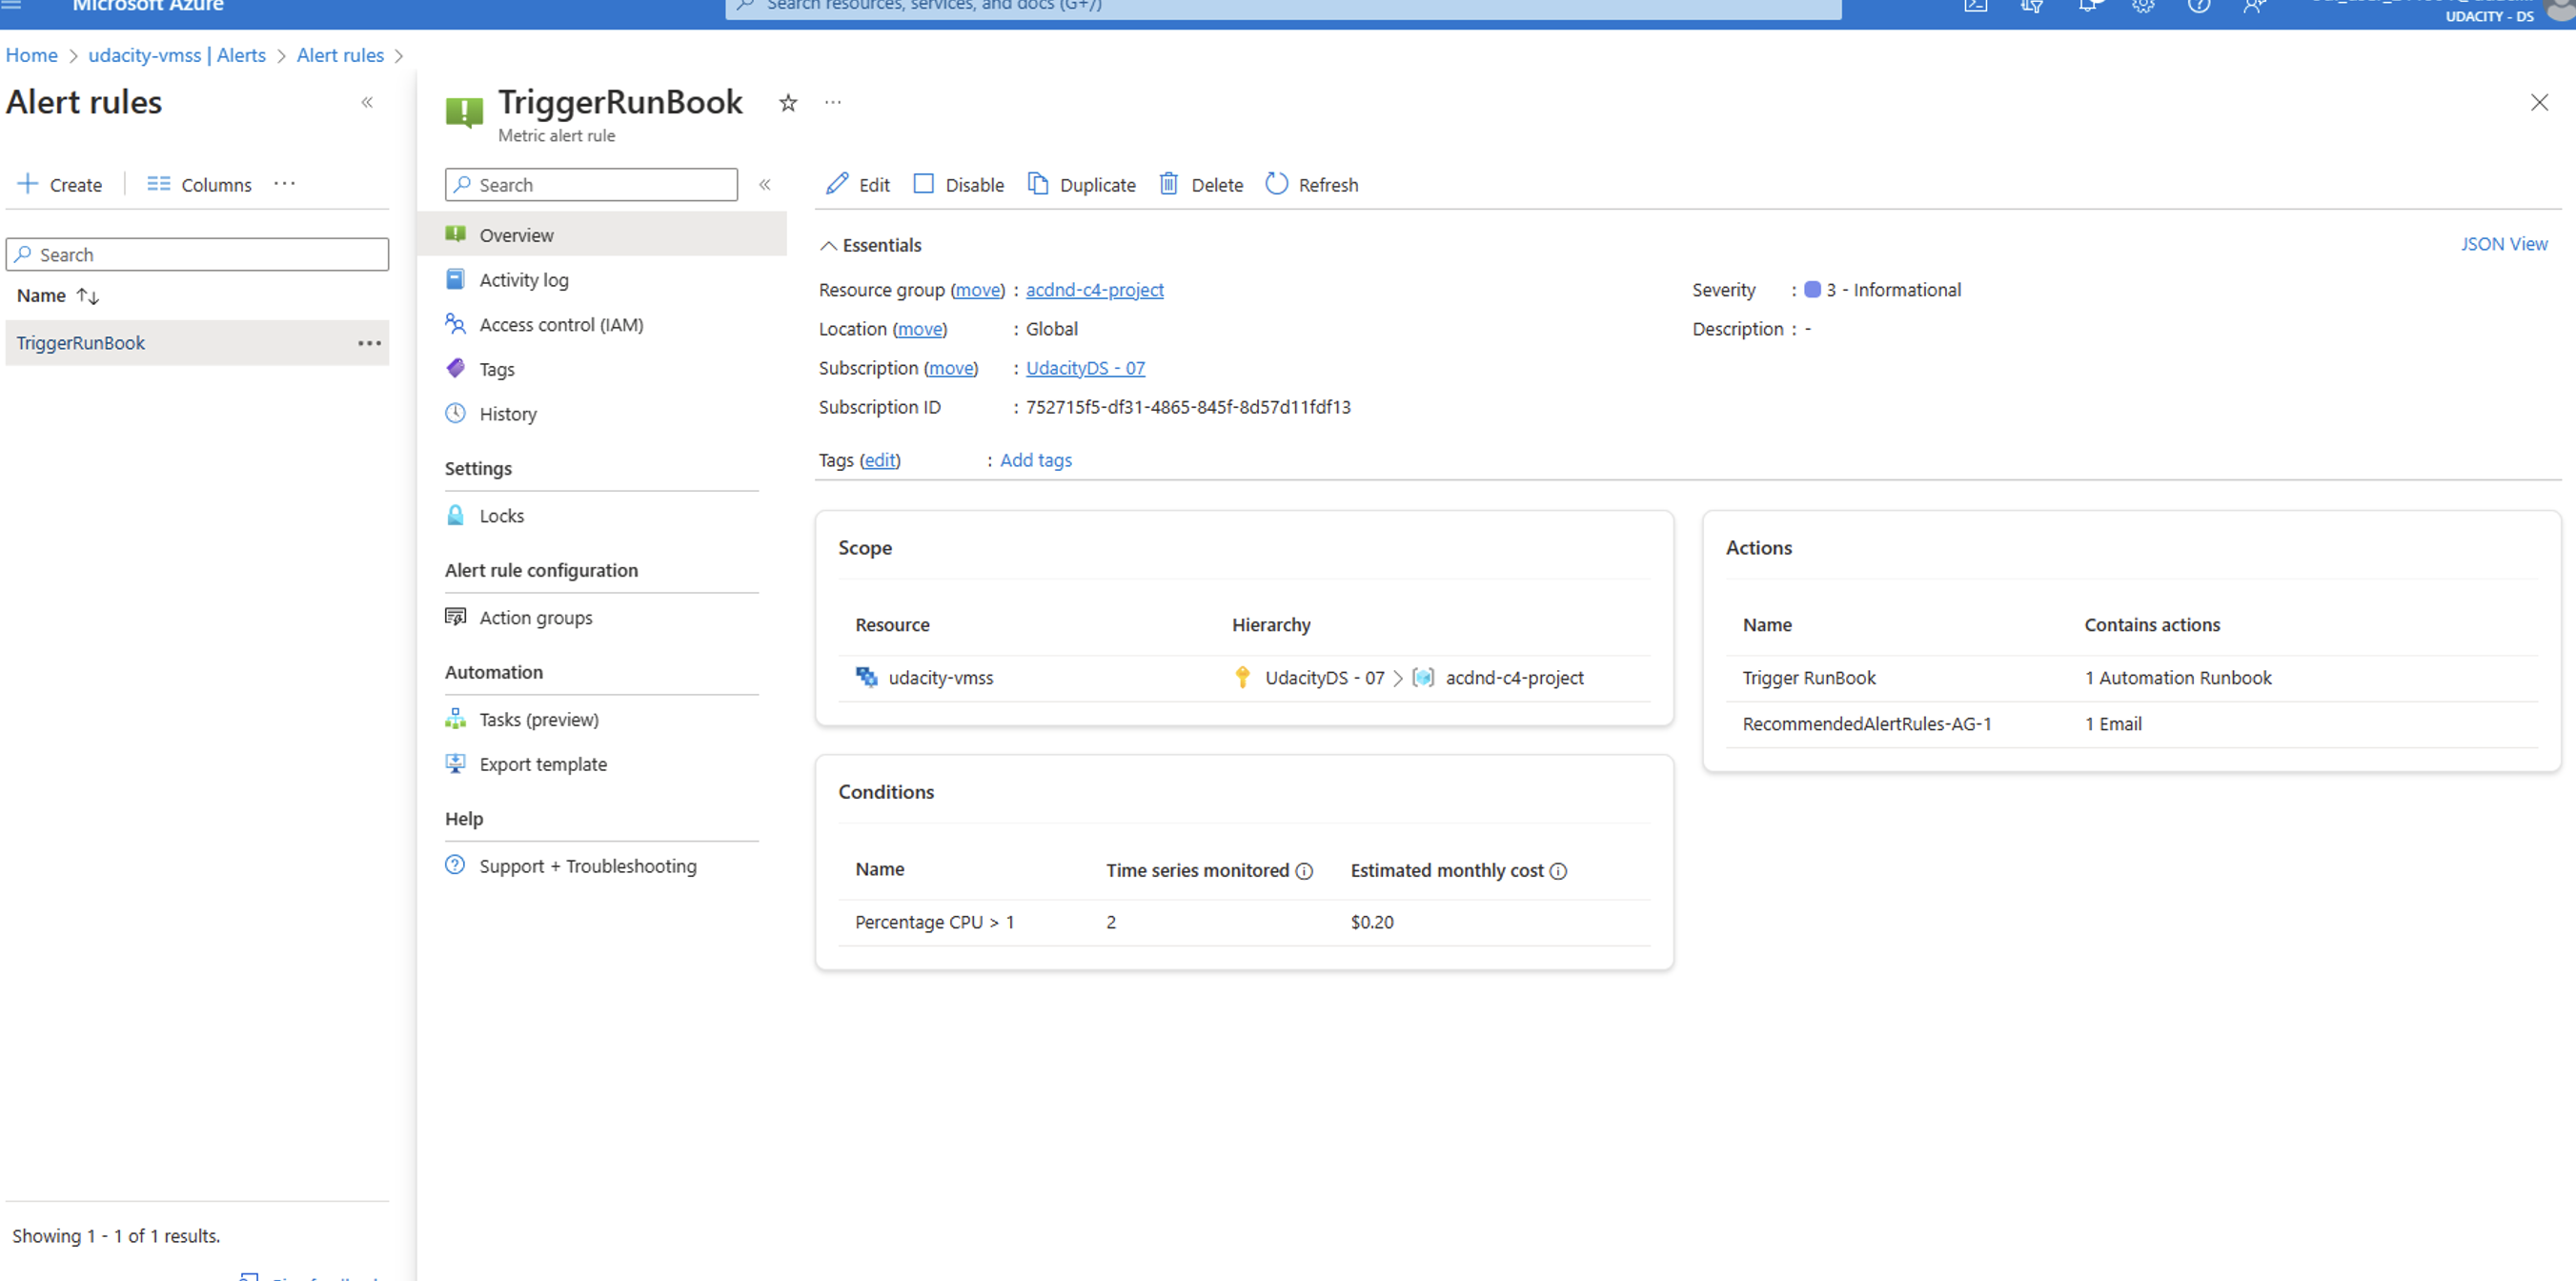 Microsoft Azure
Search resources, services, and docs (G+/)
UDACITY - DS
Home > udacity-vmss | Alerts > Alert rules >
Alert rules
Create
Columns
Search
Name
TriggerRunBook
Showing 1 - 1 of 1 results.
TriggerRunBook
Metric alert rule
Search
Overview
Activity log
Access control (IAM)
Tags
History
Settings
Locks
Alert rule configuration
Action groups
Automation
Tasks (preview)
Export template
Help
Support + Troubleshooting
Edit
Disable
Duplicate
Delete
Refresh
Essentials
JSON View
Resource group (move) : acdnd-c4-project
Location (move) : Global
Subscription (move) : UdacityDS - 07
Subscription ID : 752715f5-df31-4865-845f-8d57d11fdf13
Tags (edit) : Add tags
Severity : 3 - Informational
Description : -
Scope
Resource Hierarchy
udacity-vmss UdacityDS - 07 > acdnd-c4-project
Conditions
Name Time series monitored Estimated monthly cost
Percentage CPU > 1 2 $0.20
Actions
Name Contains actions
Trigger RunBook 1 Automation Runbook
RecommendedAlertRules-AG-1 1 Email